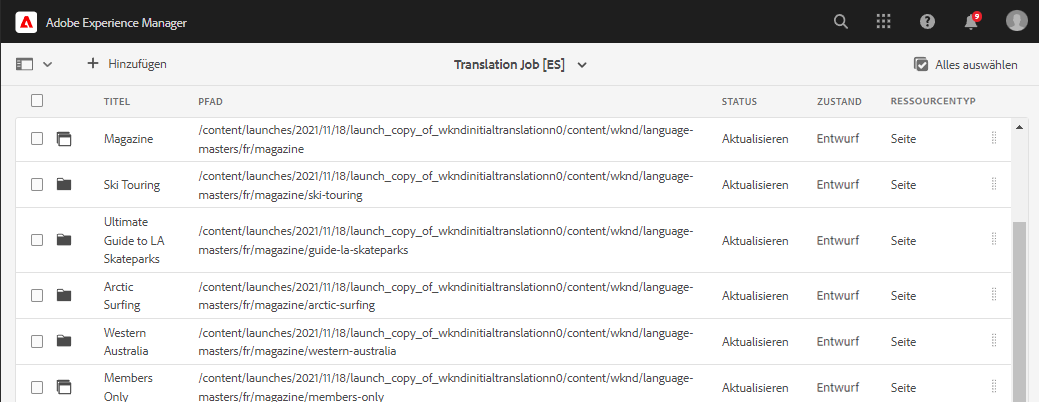 Adobe Experience Manager
9
Hinzufügen
Translation Job [ES]
Alles auswählen
TITEL PFAD STATUS ZUSTAND RESSOURCENTYP
Magazine /content/launches/2021/11/18/launch_copy_of_wkndinitialtranslationn0/content/wknd/language-
masters/fr/magazine Aktualisieren Entwurf Seite
Ski Touring /content/launches/2021/11/18/launch_copy_of_wkndinitialtranslationn0/content/wknd/language-
masters/fr/magazine/ski-touring Aktualisieren Entwurf Seite
Ultimate
Guide to LA
Skateparks
/content/launches/2021/11/18/launch_copy_of_wkndinitialtranslationn0/content/wknd/language-
masters/fr/magazine/guide-la-skateparks
Aktualisieren Entwurf Seite
Arctic
Surfing
/content/launches/2021/11/18/launch_copy_of_wkndinitialtranslationn0/content/wknd/language-
masters/fr/magazine/arctic-surfing
Aktualisieren Entwurf Seite
Western
Australia
/content/launches/2021/11/18/launch_copy_of_wkndinitialtranslationn0/content/wknd/language-
masters/fr/magazine/western-australia
Aktualisieren Entwurf Seite
Members
Only
/content/launches/2021/11/18/launch_copy_of_wkndinitialtranslationn0/content/wknd/language-
masters/fr/magazine/members-only
Aktualisieren Entwurf Seite